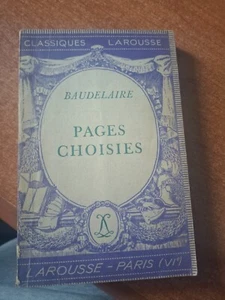 CLASSIQUES LAROUSSE
BAUDELAIRE
PAGES
CHOISIES
LAROUSSE - PARIS (VIe)